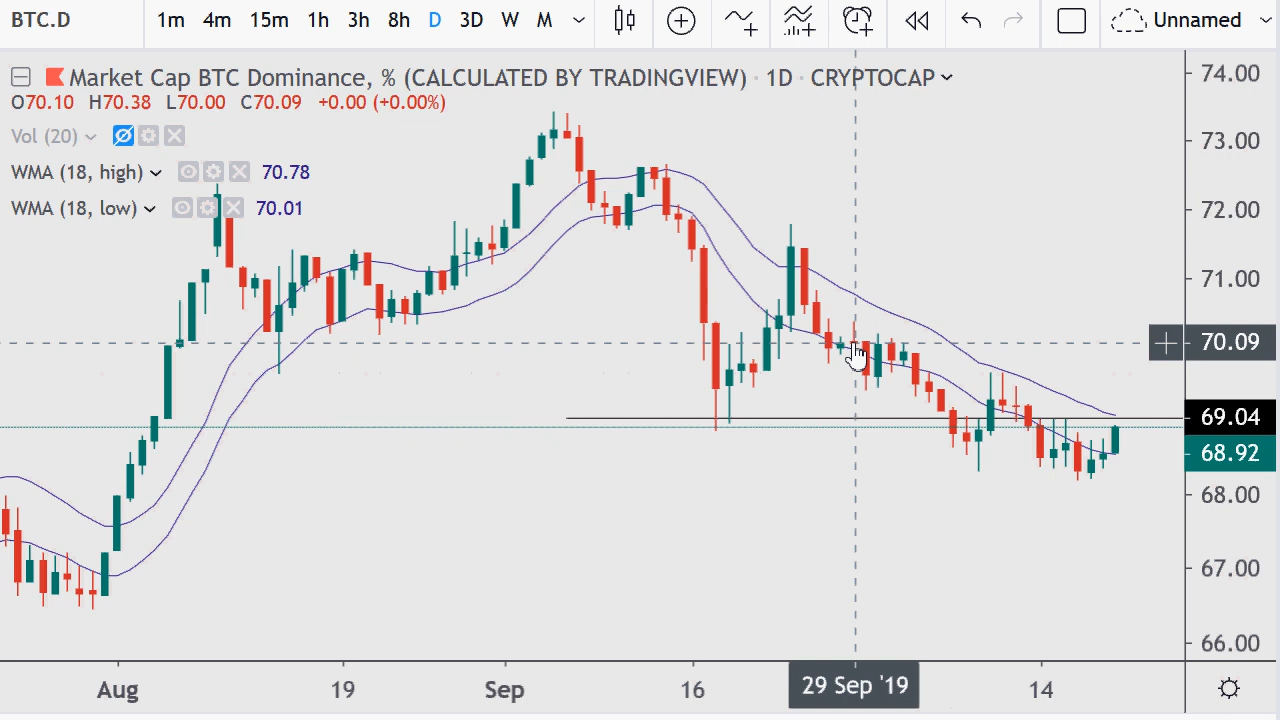 BTC.D 1m 4m 15m 1h 3h 8h D 3D W M Unnamed
Market Cap BTC Dominance, % (CALCULATED BY TRADINGVIEW) · 1D · CRYPTOCAP
O70.10 H70.38 L70.00 C70.09 +0.00 (+0.00%)
Vol (20)
WMA (18, high) 70.78
WMA (18, low) 70.01
74.00
73.00
72.00
71.00
70.09
69.04
68.92
68.00
67.00
66.00
Aug 19 Sep 16 29 Sep '19 14